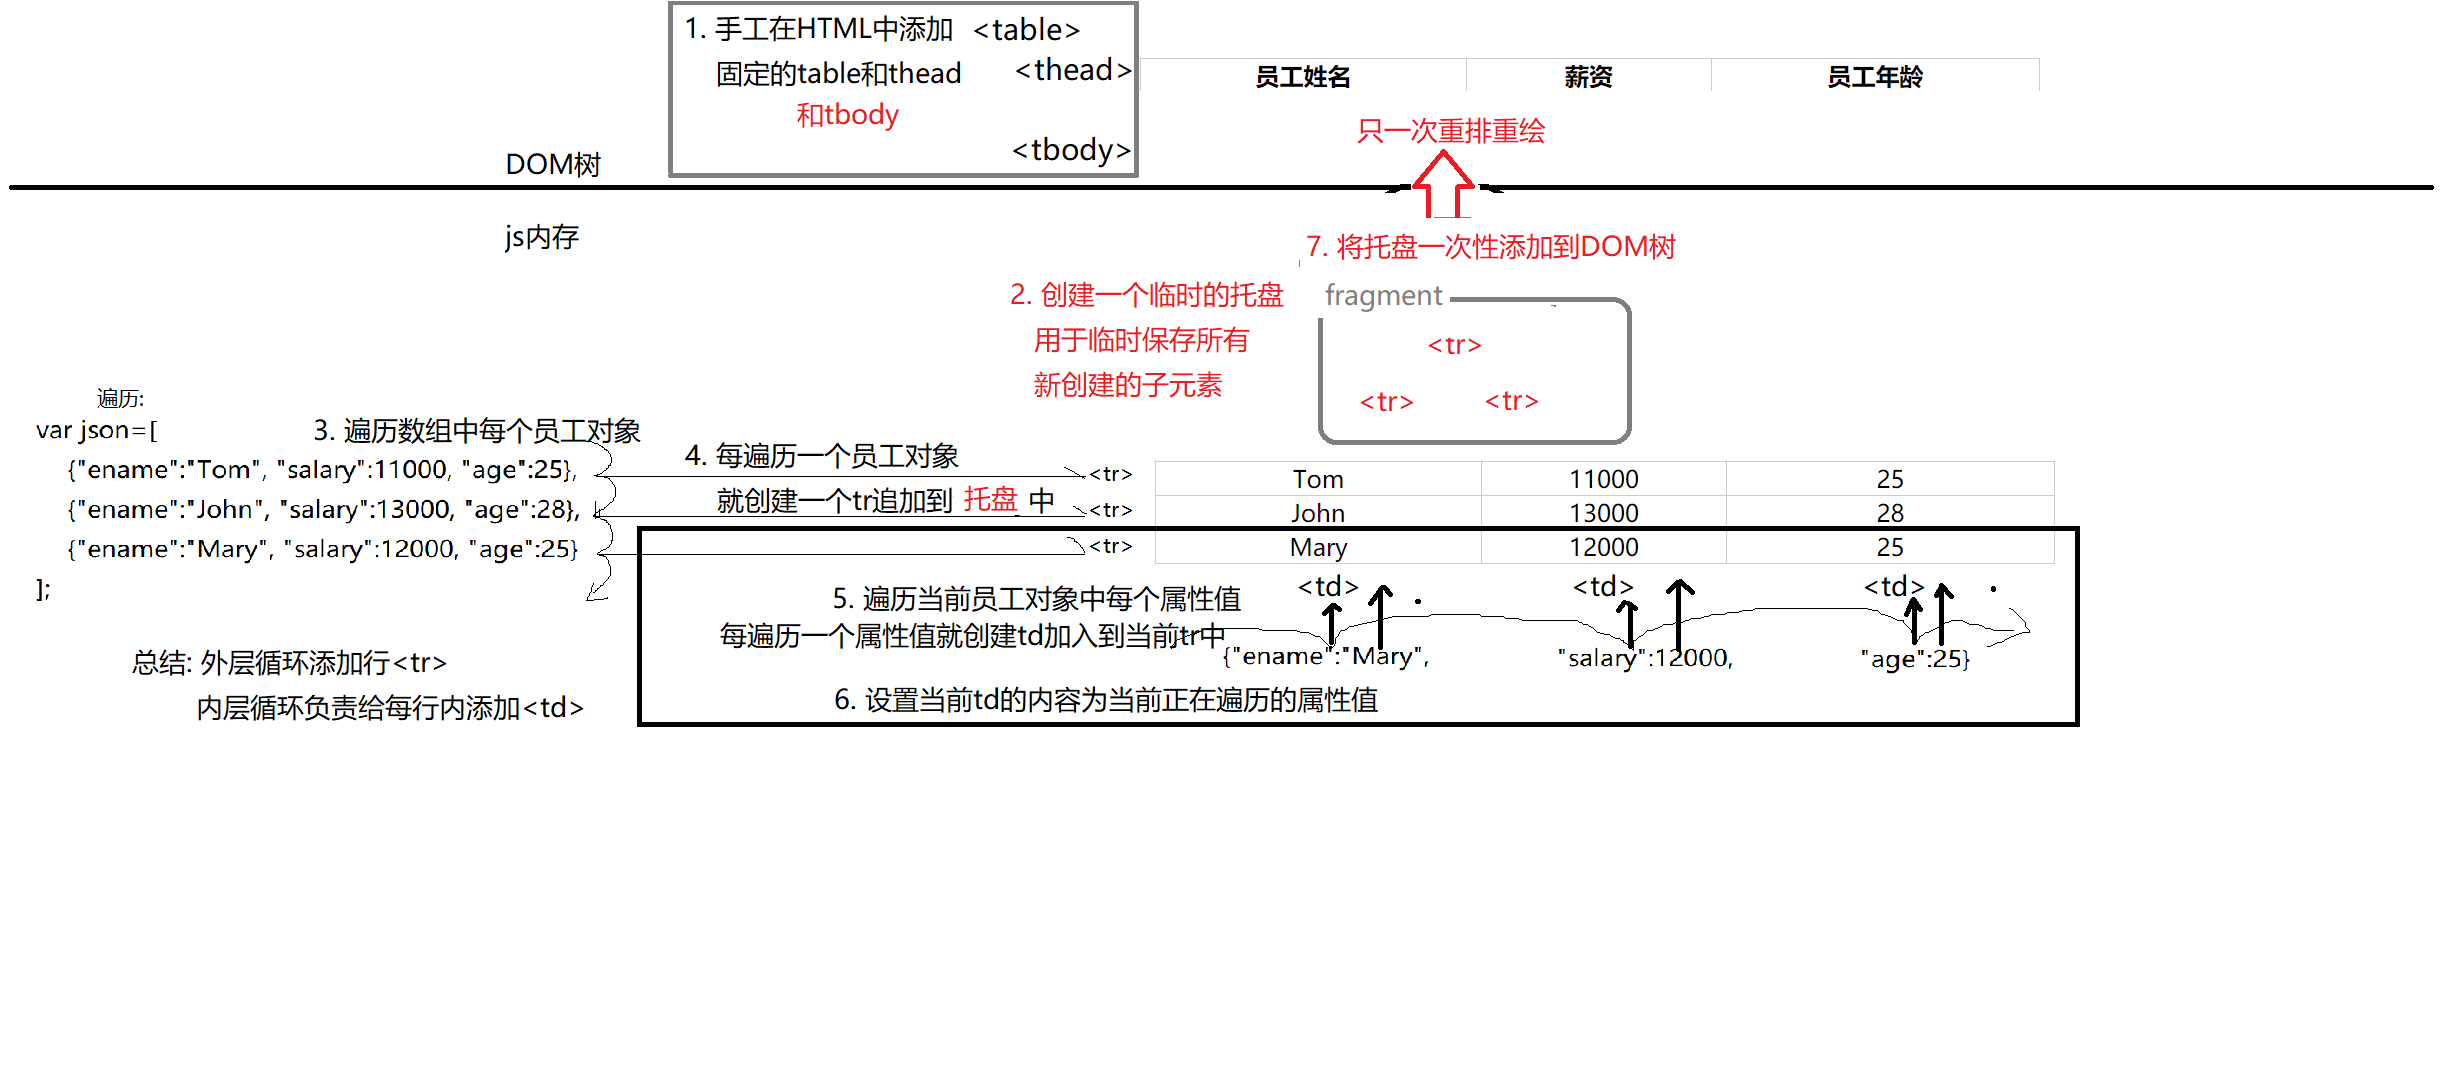 1. 手工在HTML中添加 <table>
固定的table和thead <thead>
和tbody
<tbody>
员工姓名 薪资 员工年龄
只一次重排重绘
DOM树
js内存
7. 将托盘一次性添加到DOM树
2. 创建一个临时的托盘
用于临时保存所有
新创建的子元素
fragment
<tr>
<tr> <tr>
遍历:
var json=[
{"ename":"Tom", "salary":11000, "age":25},
{"ename":"John", "salary":13000, "age":28},
{"ename":"Mary", "salary":12000, "age":25}
];
3. 遍历数组中每个员工对象
4. 每遍历一个员工对象
就创建一个tr追加到 托盘 中
<tr> Tom 11000 25
<tr> John 13000 28
<tr> Mary 12000 25
<td> <td> <td>
5. 遍历当前员工对象中每个属性值
每遍历一个属性值就创建td加入到当前tr中
{"ename":"Mary", "salary":12000, "age":25}
6. 设置当前td的内容为当前正在遍历的属性值
总结: 外层循环添加行<tr>
内层循环负责给每行内添加<td>